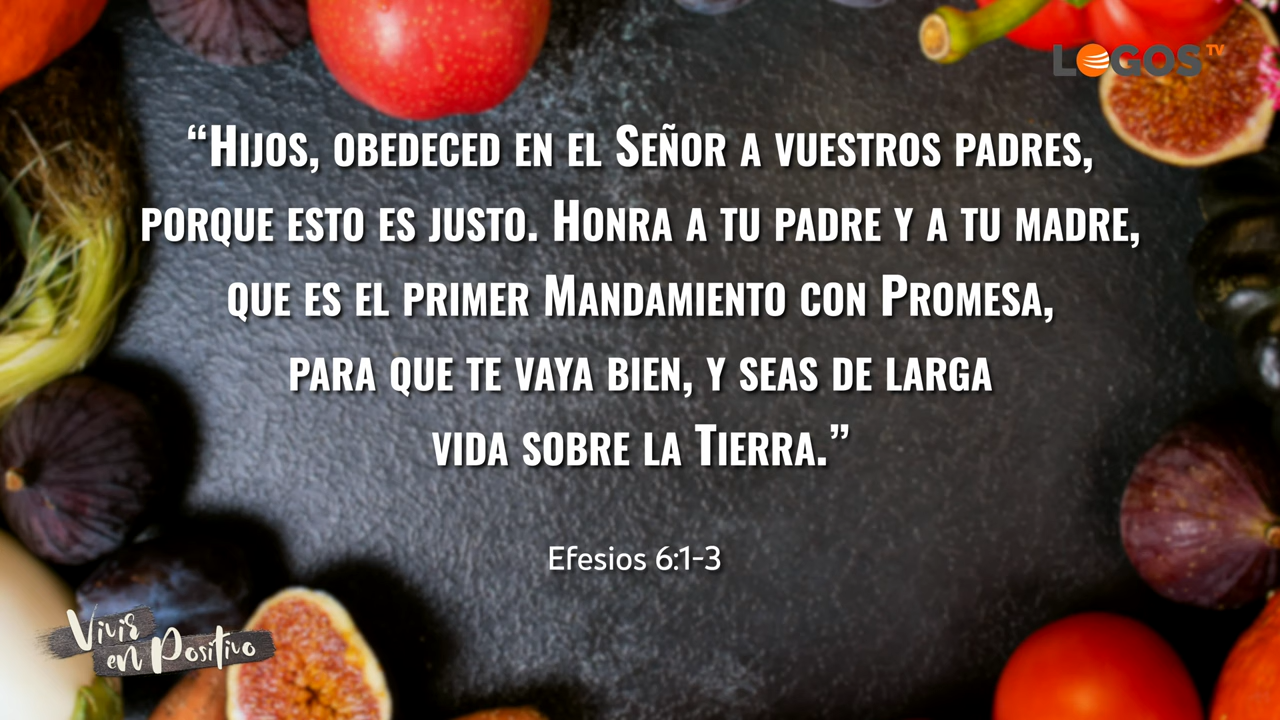 LOGOS TV
“Hijos, obedeced en el Señor a vuestros padres,
porque esto es justo. Honra a tu padre y a tu madre,
que es el primer Mandamiento con Promesa,
para que te vaya bien, y seas de larga
vida sobre la Tierra.”
Efesios 6:1-3
Vivir
en Positivo